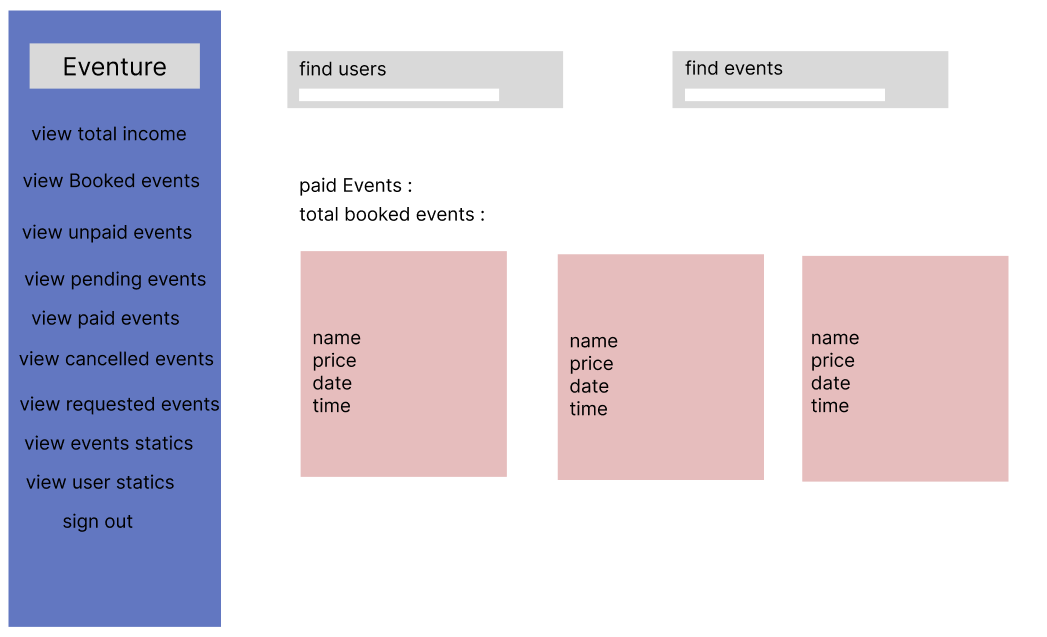 Eventure
view total income
view Booked events
view unpaid events
view pending events
view paid events
view cancelled events
view requested events
view events statics
view user statics
sign out
find users
find events
paid Events :
total booked events :
name
price
date
time
name
price
date
time
name
price
date
time